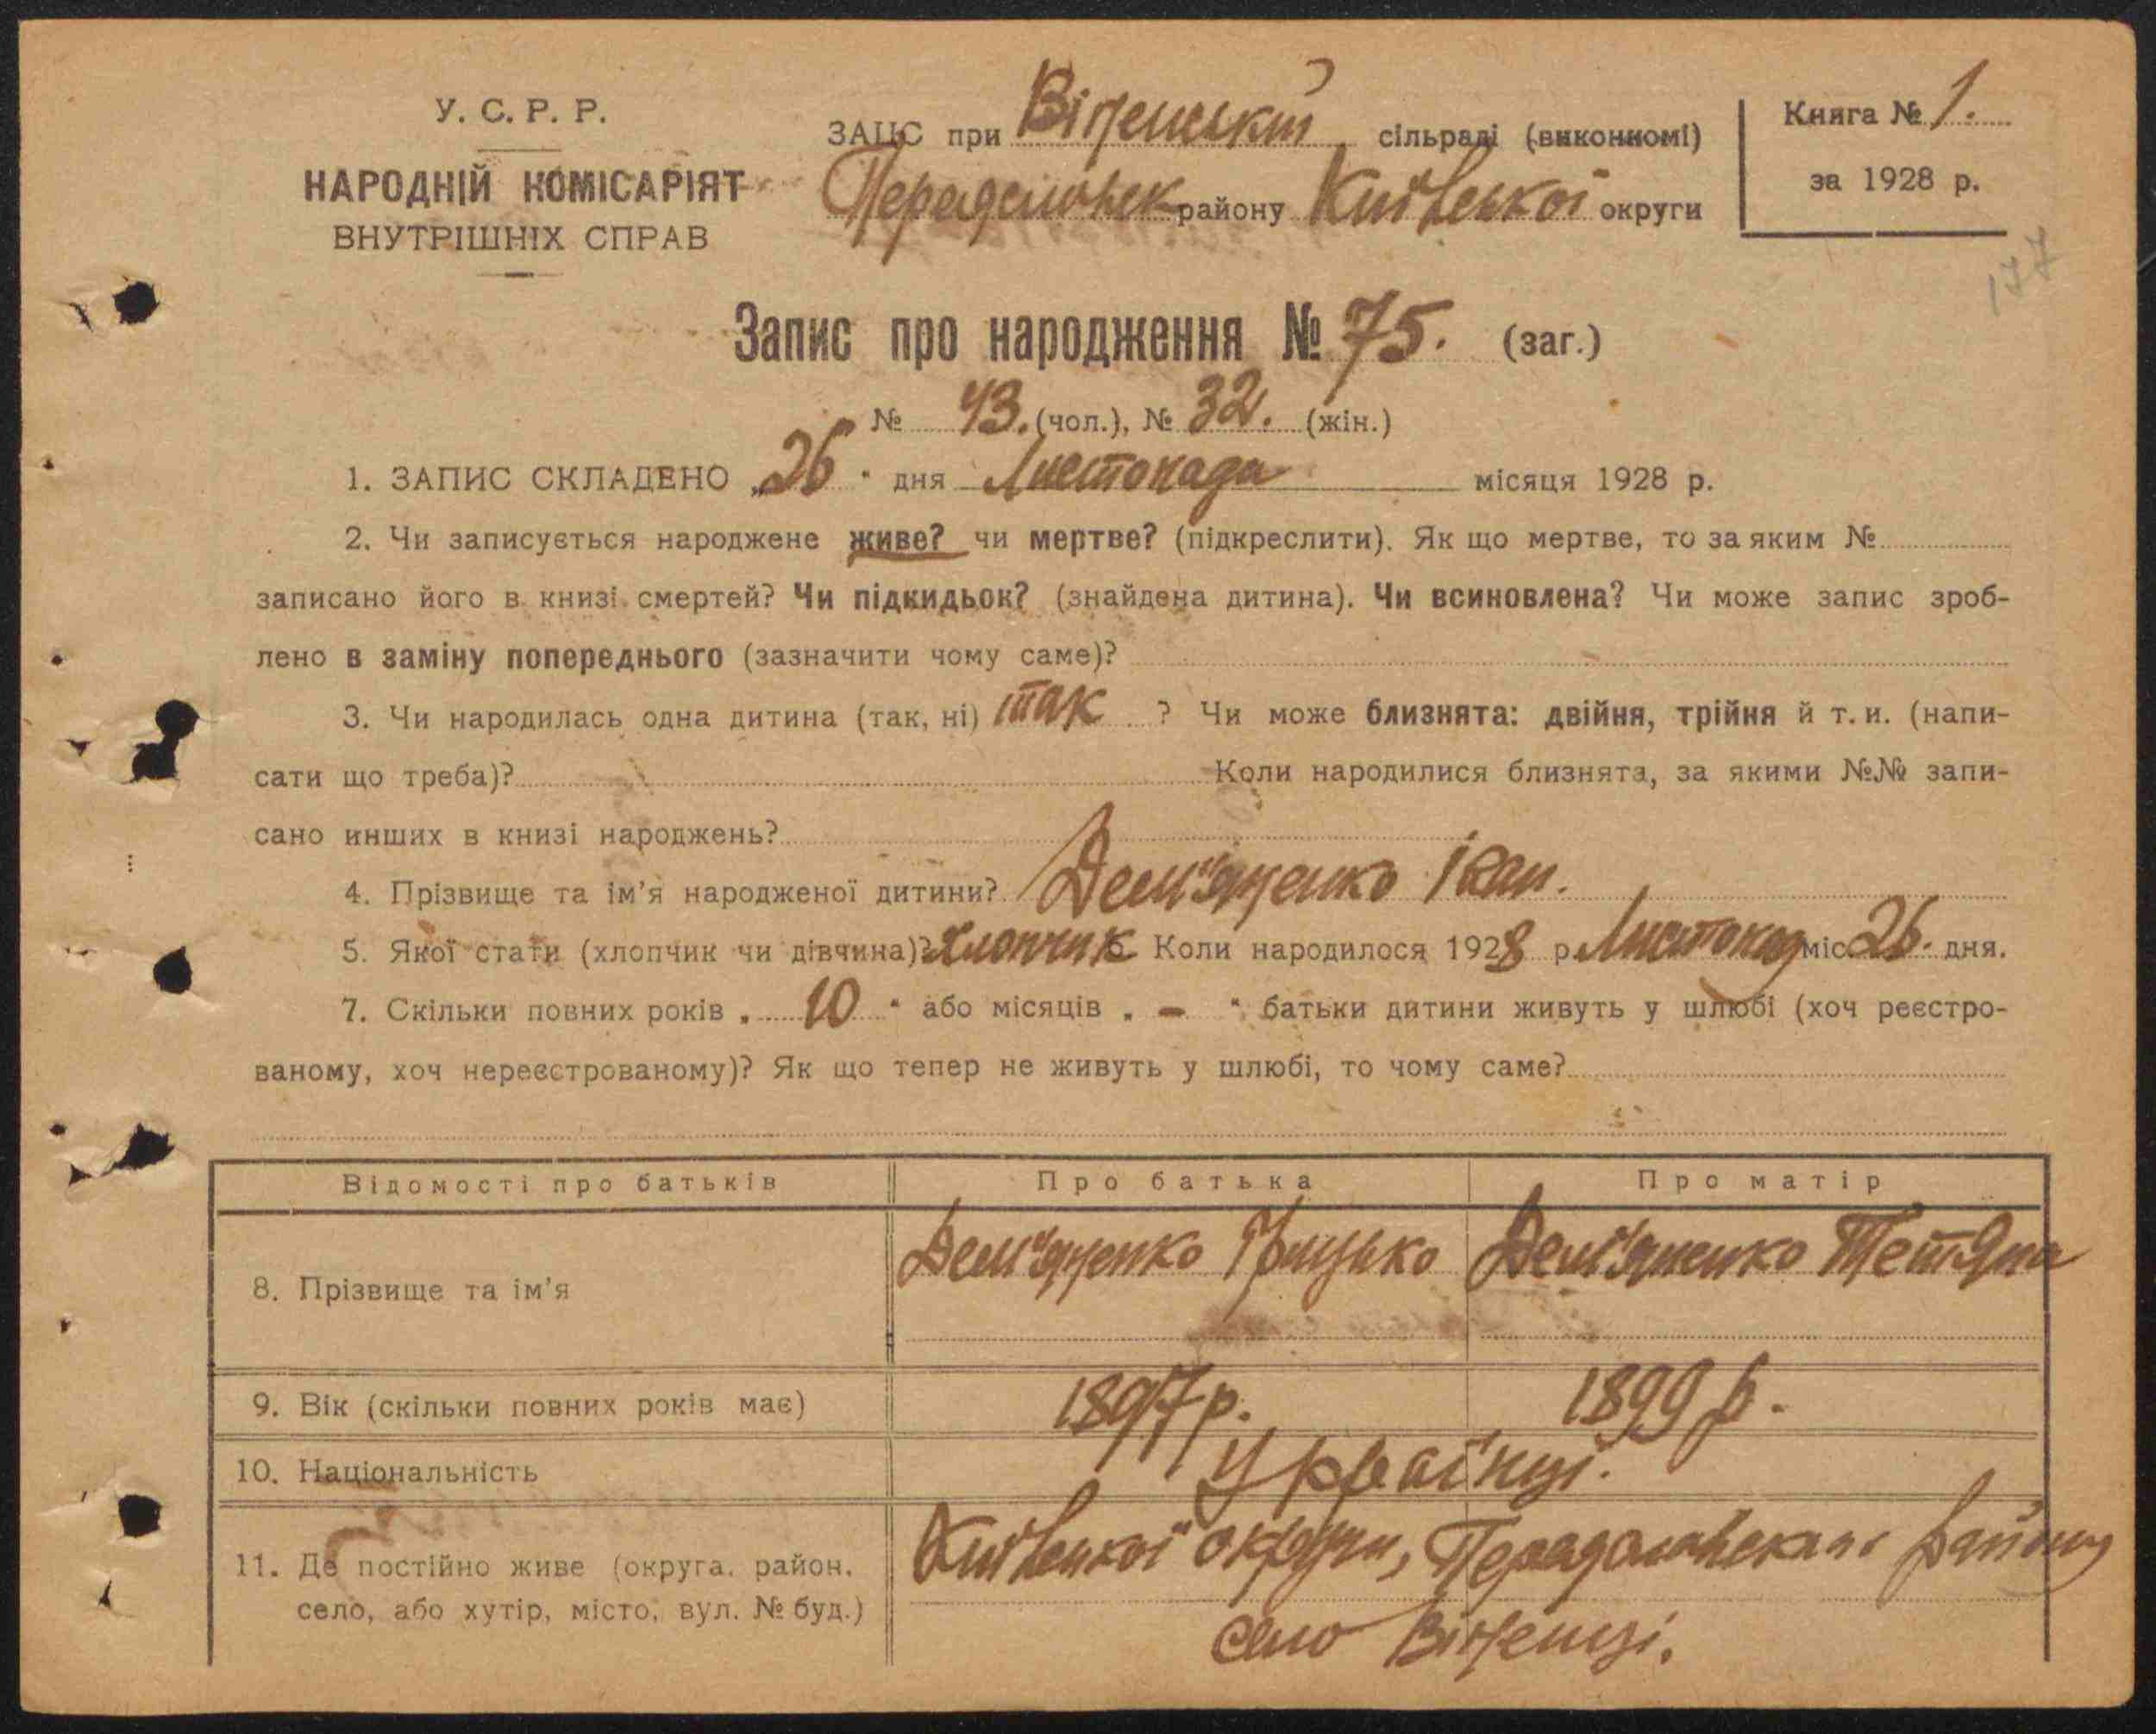 У. С. Р. Р.
НАРОДНІЙ КОМІСАРІЯТ
ВНУТРІШНІХ СПРАВ
ЗАЦС при Віненській сільраді (виконкомі)
району Київської округи
Книга № 1.
за 1928 р.
177
Запис про народження № 75. (заг.)
№ 43. (чол.), № 32. (жін.)
1. ЗАПИС СКЛАДЕНО „26“ дня Листопада місяця 1928 р.
2. Чи записується народжене живе? чи мертве? (підкреслити). Як що мертве, то за яким №
записано його в книзі смертей? Чи підкидьок? (знайдена дитина). Чи всиновлена? Чи може запис зроб-
лено в заміну попереднього (зазначити чому саме)?
3. Чи народилась одна дитина (так, ні) так ? Чи може близнята: двійня, трійня й т. и. (напи-
сати що треба)? Коли народилися близнята, за якими №№ запи-
сано инших в книзі народжень?
4. Прізвище та ім’я народженої дитини? Дем'яненко Іван.
5. Якої стати (хлопчик чи дівчина)? хлопчик 6. Коли народилося 1928 р. Листопад міс. 26. дня.
7. Скільки повних років „ 10 “ або місяців „ – “ батьки дитини живуть у шлюбі (хоч реєстро-
ваному, хоч нереєстрованому)? Як що тепер не живуть у шлюбі, то чому саме?
Відомості про батьків Про батька Про матір
8. Прізвище та ім’я Дем'яненко Грицько Дем'яненко Тетяна
9. Вік (скільки повних років має) 1897 р. 1899 р.
10. Національність Українці.
11. Де постійно живе (округа, район, Київської округи, району
село, або хутір, місто, вул. № буд.) село Віненці.